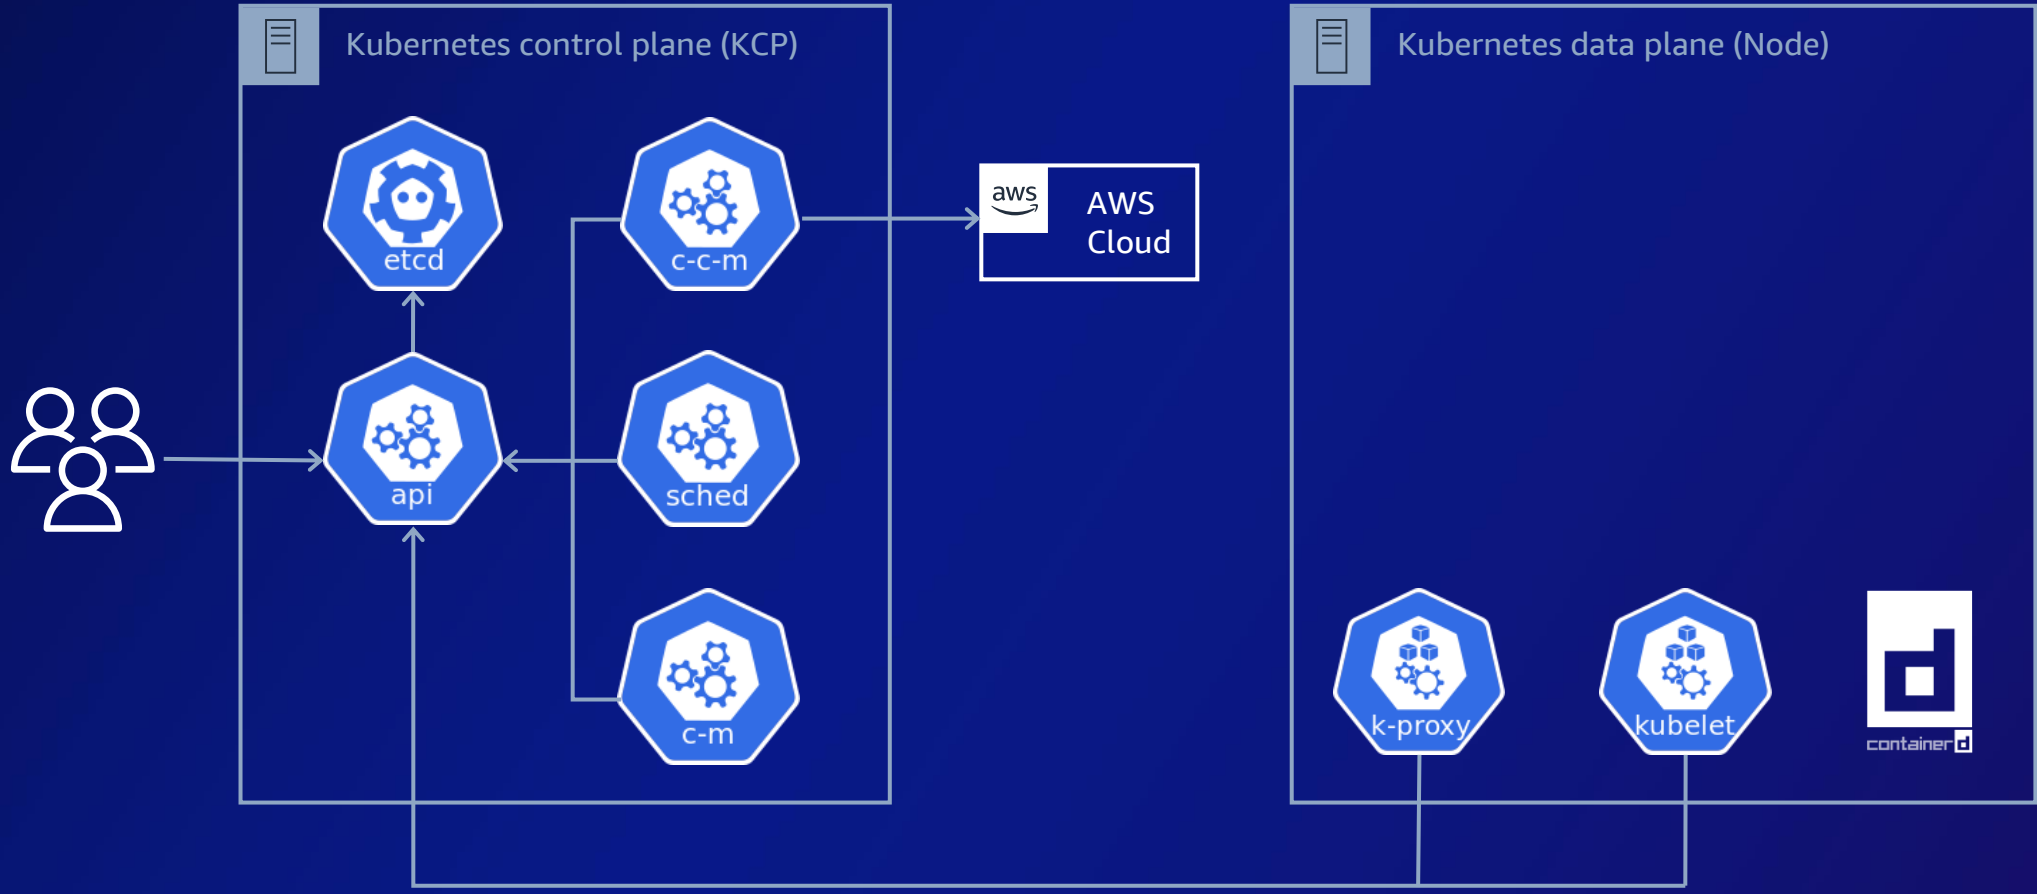 Kubernetes control plane (KCP)
Kubernetes data plane (Node)
etcd
c-c-m
aws
AWS
Cloud
api
sched
c-m
k-proxy
kubelet
containerd